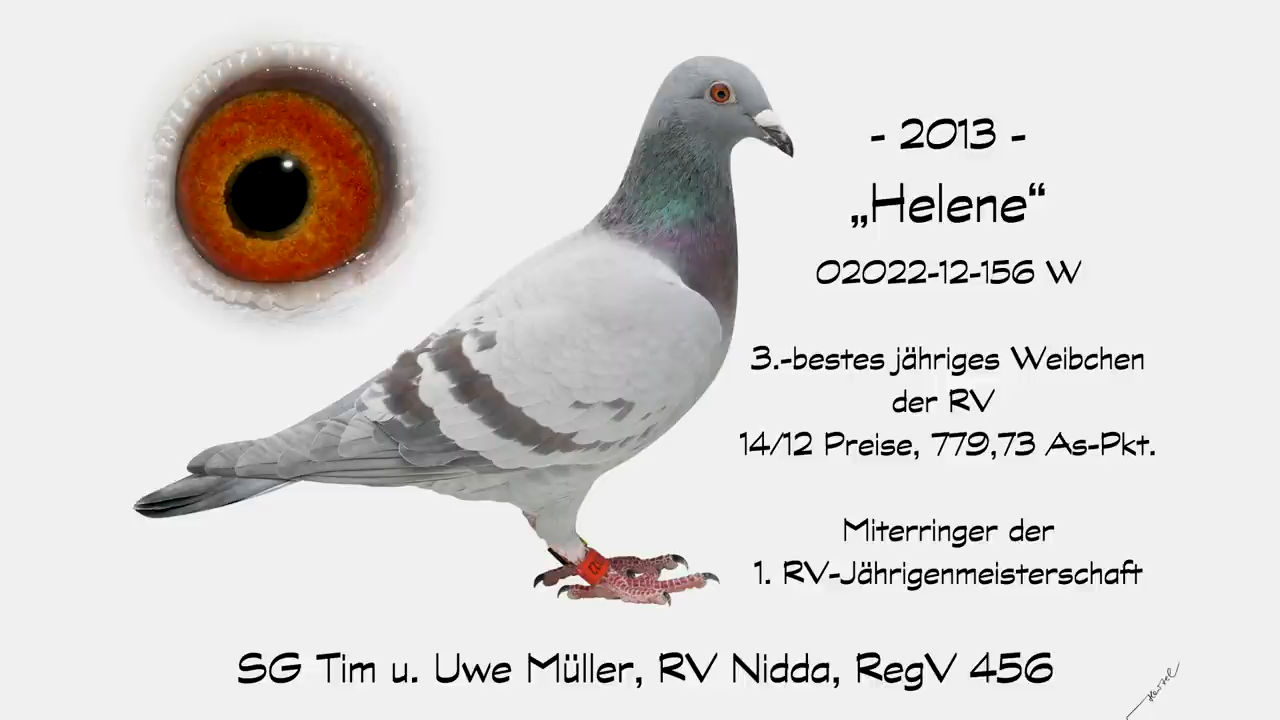 - 2013 -
„Helene“
02022-12-156 W
3.-bestes jähriges Weibchen
der RV
14/12 Preise, 779,73 As-Pkt.
Miterringer der
1. RV-Jährigenmeisterschaft
SG Tim u. Uwe Müller, RV Nidda, RegV 456